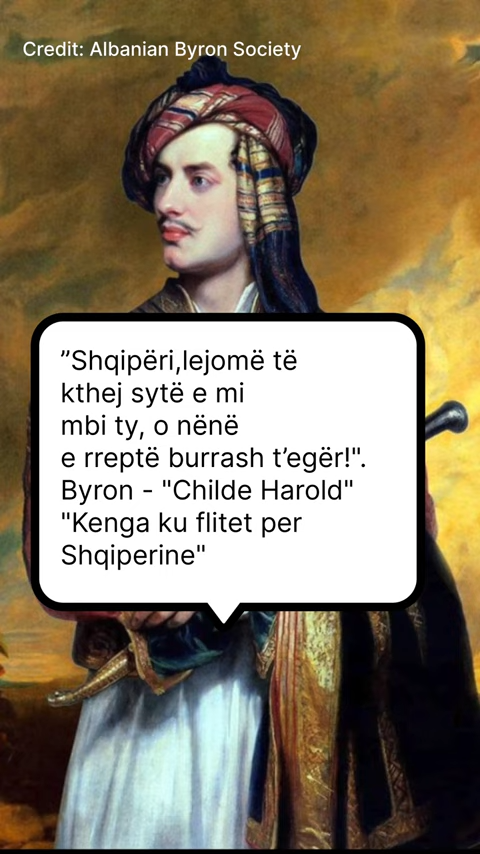 Credit: Albanian Byron Society
”Shqipëri,lejomë të
kthej sytë e mi
mbi ty, o nënë
e rreptë burrash t’egër!".
Byron - "Childe Harold"
"Kenga ku flitet per
Shqiperine"